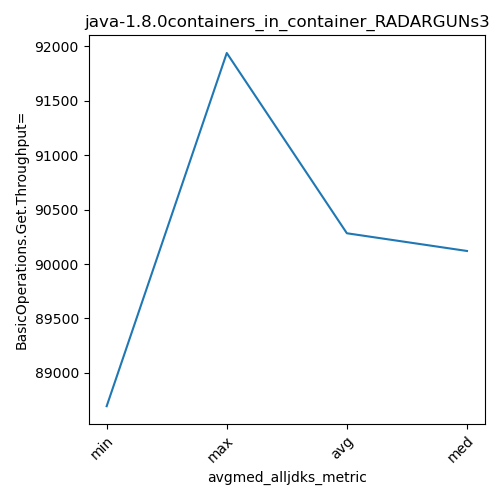 java-1.8.0containers_in_container_RADARGUNs3
92000
91500
91000
90500
90000
89500
89000
BasicOperations.Get.Throughput=
min
max
avg
med
avgmed_alljdks_metric